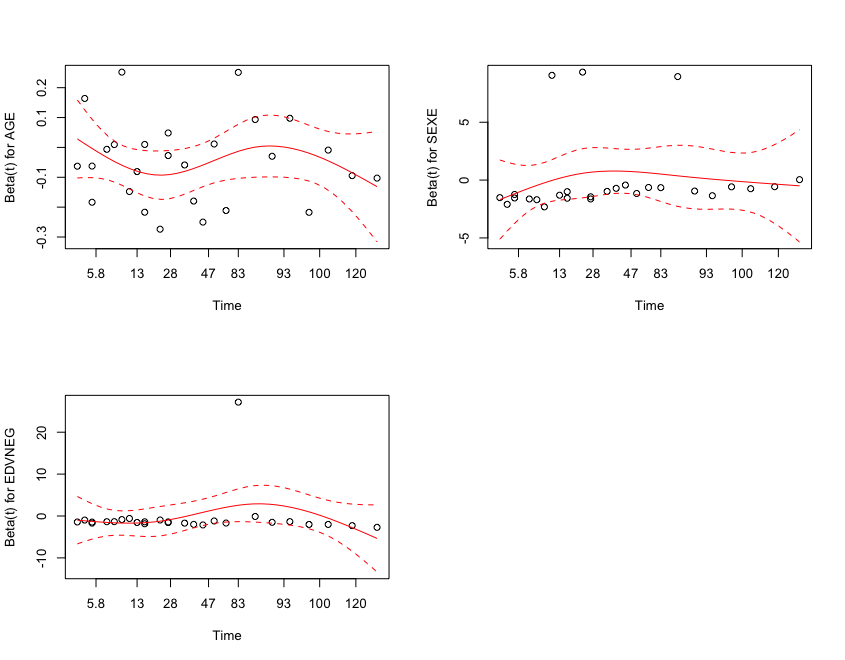 Beta(t) for AGE
0.2
0.1
-0.1
-0.3
5.8 13 28 47 83 93 100 120
Time
Beta(t) for SEXE
5
0
-5
5.8 13 28 47 83 93 100 120
Time
Beta(t) for EDVNEG
20
10
0
-10
5.8 13 28 47 83 93 100 120
Time